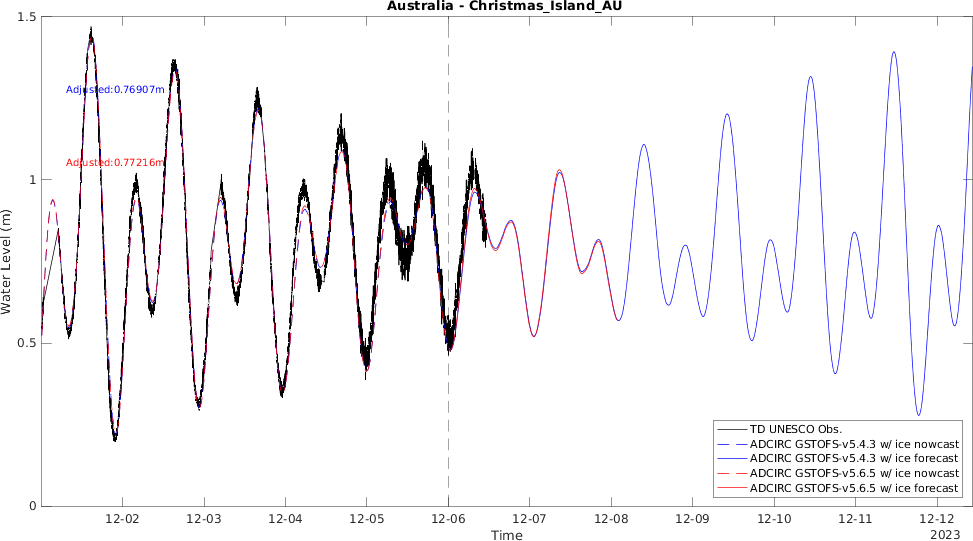 Australia - Christmas_Island_AU
1.5
Adjusted:0.76907m
Adjusted:0.77216m
1
0.5
0
Water Level (m)
TD UNESCO Obs.
ADCIRC GSTOFS-v5.4.3 w/ ice nowcast
ADCIRC GSTOFS-v5.4.3 w/ ice forecast
ADCIRC GSTOFS-v5.6.5 w/ ice nowcast
ADCIRC GSTOFS-v5.6.5 w/ ice forecast
12-02 12-03 12-04 12-05 12-06 12-07 12-08 12-09 12-10 12-11 12-12
Time
2023